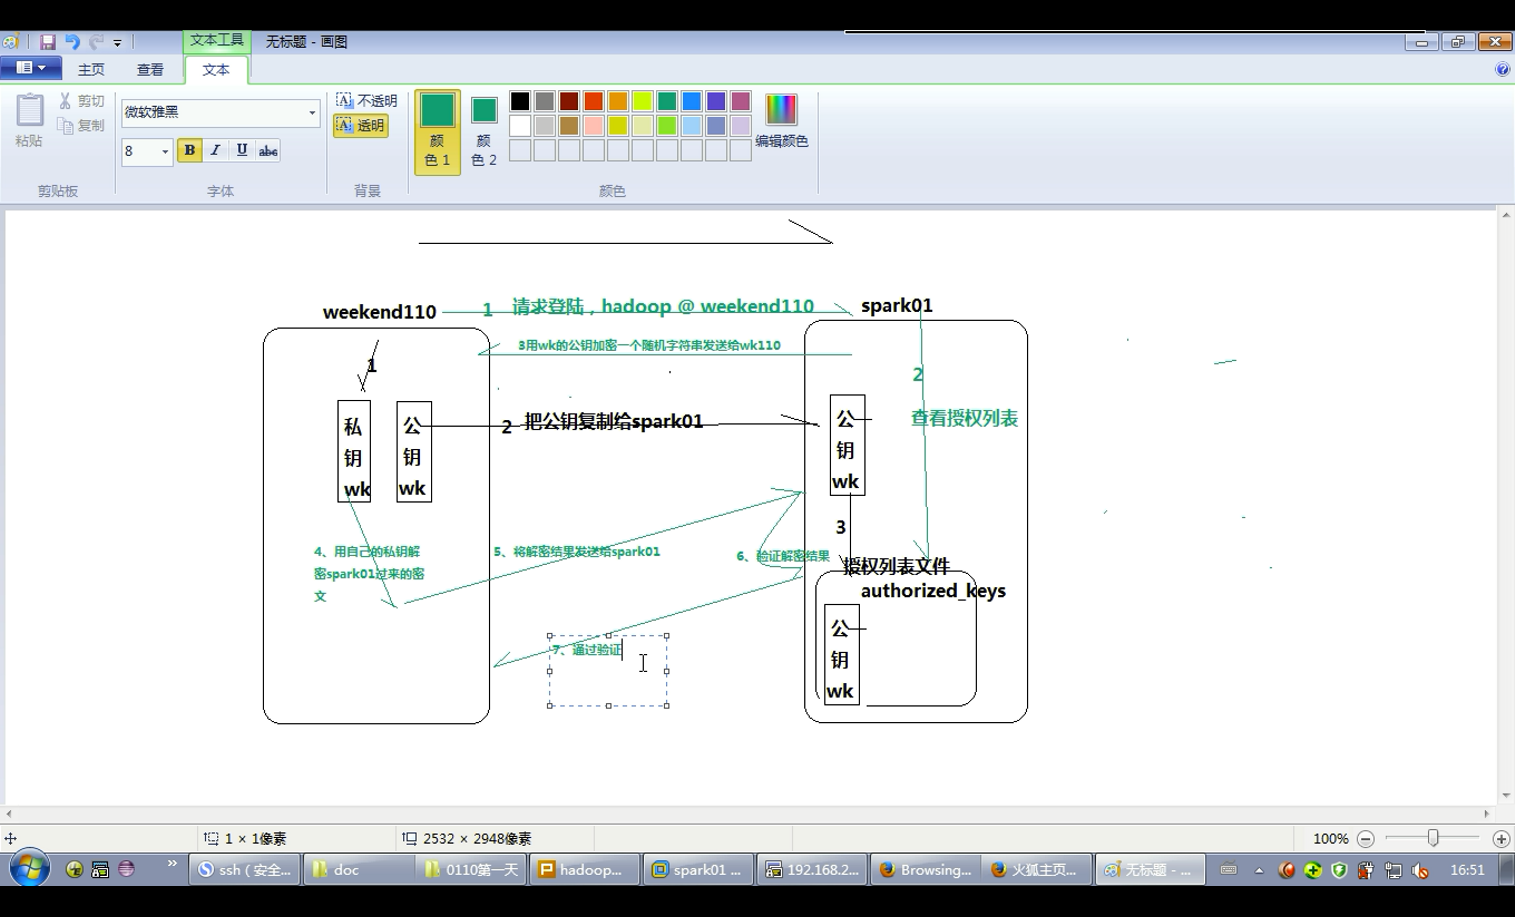 文本工具
无标题 - 画图
主页
查看
文本
粘贴
剪切
复制
剪贴板
微软雅黑
8
B I U abc
字体
不透明
透明
背景
颜
色 1
颜
色 2
编辑颜色
颜色
weekend110
1 请求登陆，hadoop @ weekend110
spark01
3用wk的公钥加密一个随机字符串发送给wk110
1
2
私
钥
wk
公
钥
wk
2 把公钥复制给spark01
公
钥
wk
查看授权列表
3
4、用自己的私钥解
密spark01过来的密
文
5、将解密结果发送给spark01
6、验证解密结果
授权列表文件
authorized_keys
7、通过验证
公
钥
wk
1 × 1像素
2532 × 2948像素
100%
ssh（安全...
doc
0110第一天
hadoop...
spark01 ...
192.168.2...
Browsing...
火狐主页...
无标题 - ...
16:51